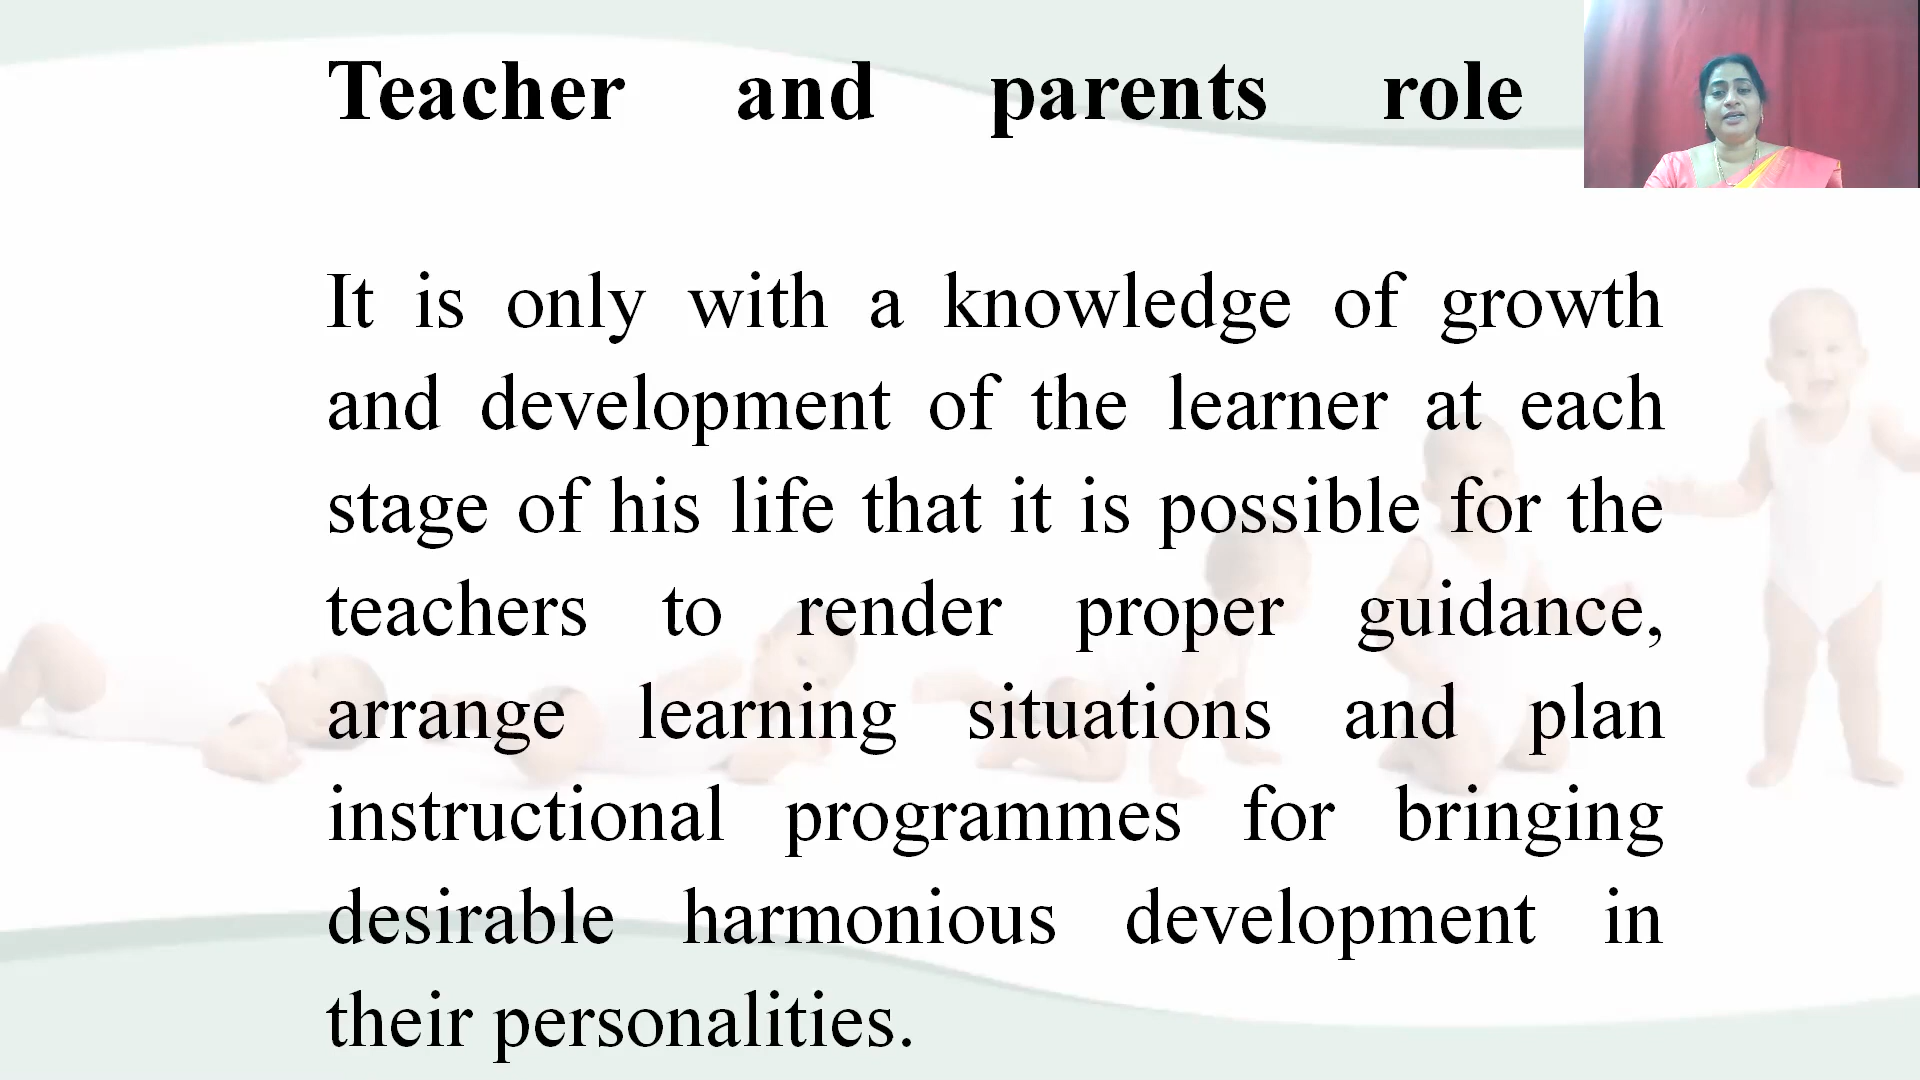 Teacher and parents role
It is only with a knowledge of growth
and development of the learner at each
stage of his life that it is possible for the
teachers to render proper guidance,
arrange learning situations and plan
instructional programmes for bringing
desirable harmonious development in
their personalities.